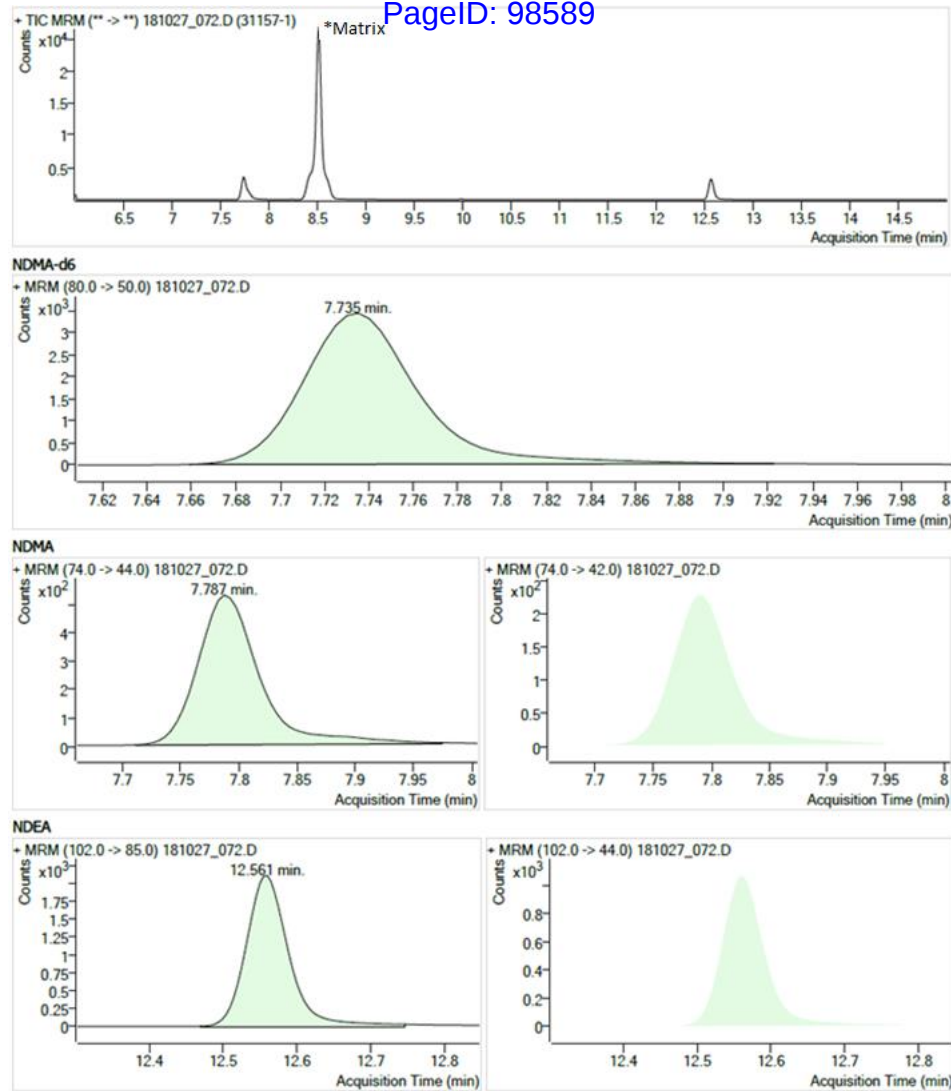 PageID: 98589
+ TIC MRM (** -> **) 181027_072.D (31157-1)
*Matrix
Counts
x10⁴
2
1.5
1
0.5
6.5 7 7.5 8 8.5 9 9.5 10 10.5 11 11.5 12 12.5 13 13.5 14 14.5
Acquisition Time (min)
NDMA-d6
+ MRM (80.0 -> 50.0) 181027_072.D
Counts
x10³
7.735 min.
3
2.5
2
1.5
1
0.5
0
7.62 7.64 7.66 7.68 7.7 7.72 7.74 7.76 7.78 7.8 7.82 7.84 7.86 7.88 7.9 7.92 7.94 7.96 7.98 8
Acquisition Time (min)
NDMA
+ MRM (74.0 -> 44.0) 181027_072.D
Counts
x10²
7.787 min.
4
3
2
1
0
7.7 7.75 7.8 7.85 7.9 7.95 8
Acquisition Time (min)
+ MRM (74.0 -> 42.0) 181027_072.D
Counts
x10²
2
1.5
1
0.5
0
7.7 7.75 7.8 7.85 7.9 7.95 8
Acquisition Time (min)
NDEA
+ MRM (102.0 -> 85.0) 181027_072.D
Counts
x10³
12.561 min.
1.75
1.5
1.25
1
0.75
0.5
0.25
0
12.4 12.5 12.6 12.7 12.8
Acquisition Time (min)
+ MRM (102.0 -> 44.0) 181027_072.D
Counts
x10³
0.8
0.6
0.4
0.2
0
12.4 12.5 12.6 12.7 12.8
Acquisition Time (min)